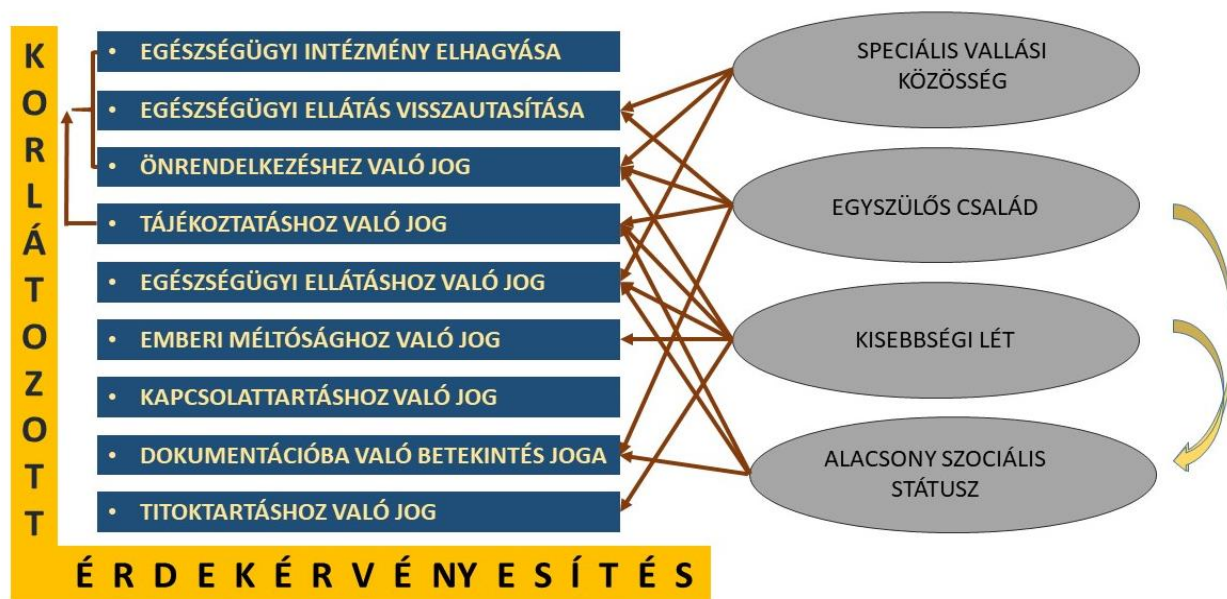 KORLÁTOZOTT
• EGÉSZSÉGÜGYI INTÉZMÉNY ELHAGYÁSA
• EGÉSZSÉGÜGYI ELLÁTÁS VISSZAUTASÍTÁSA
• ÖNRENDELKEZÉSHEZ VALÓ JOG
• TÁJÉKOZTATÁSHOZ VALÓ JOG
• EGÉSZSÉGÜGYI ELLÁTÁSHOZ VALÓ JOG
• EMBERI MÉLTÓSÁGHOZ VALÓ JOG
• KAPCSOLATTARTÁSHOZ VALÓ JOG
• DOKUMENTÁCIÓBA VALÓ BETEKINTÉS JOGA
• TITOKTARTÁSHOZ VALÓ JOG
ÉRDEKÉRVÉNYESÍTÉS
SPECIÁLIS VALLÁSI
KÖZÖSSÉG
EGYSZÜLŐS CSALÁD
KISEBBSÉGI LÉT
ALACSONY SZOCIÁLIS
STÁTUSZ